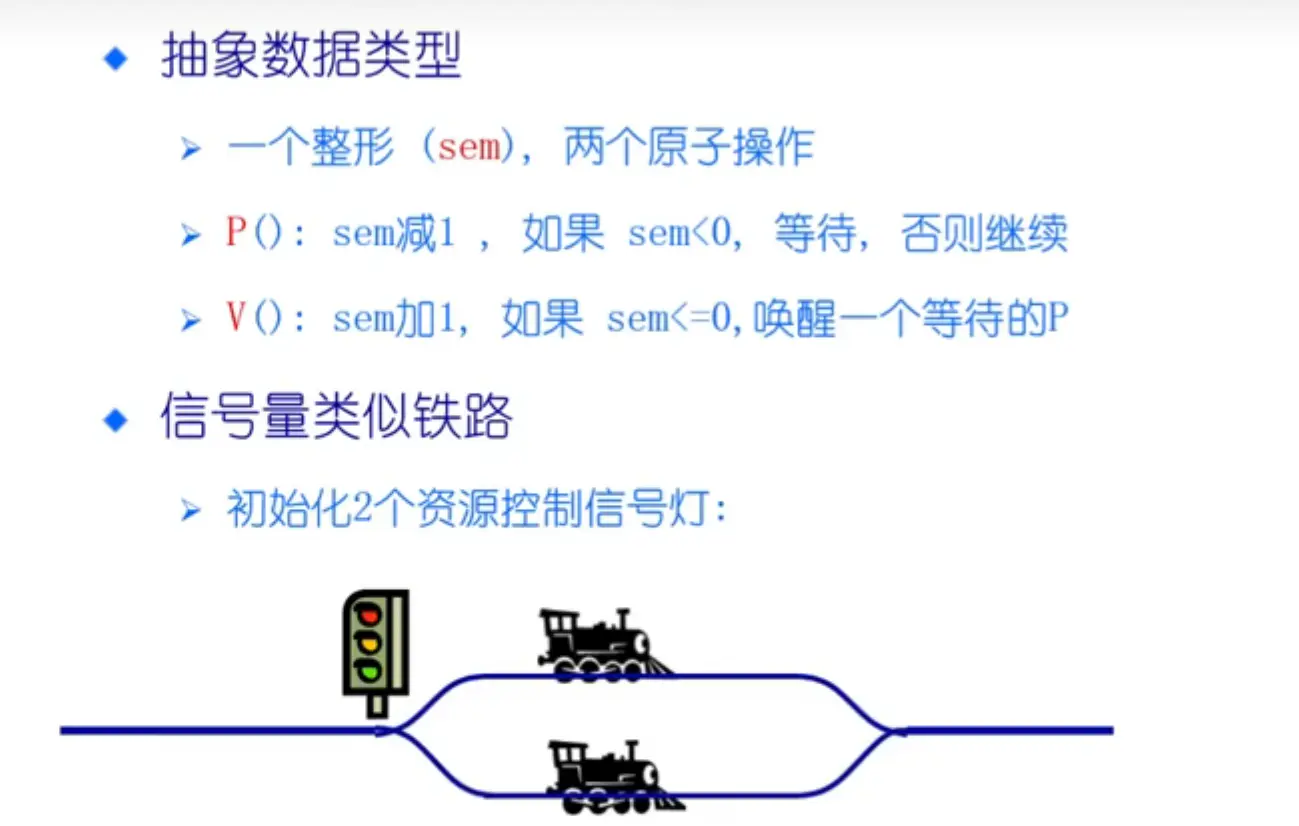 抽象数据类型
一个整形 (sem), 两个原子操作
P(): sem减1 , 如果 sem<0, 等待, 否则继续
V(): sem加1, 如果 sem<=0,唤醒一个等待的P
信号量类似铁路
初始化2个资源控制信号灯: